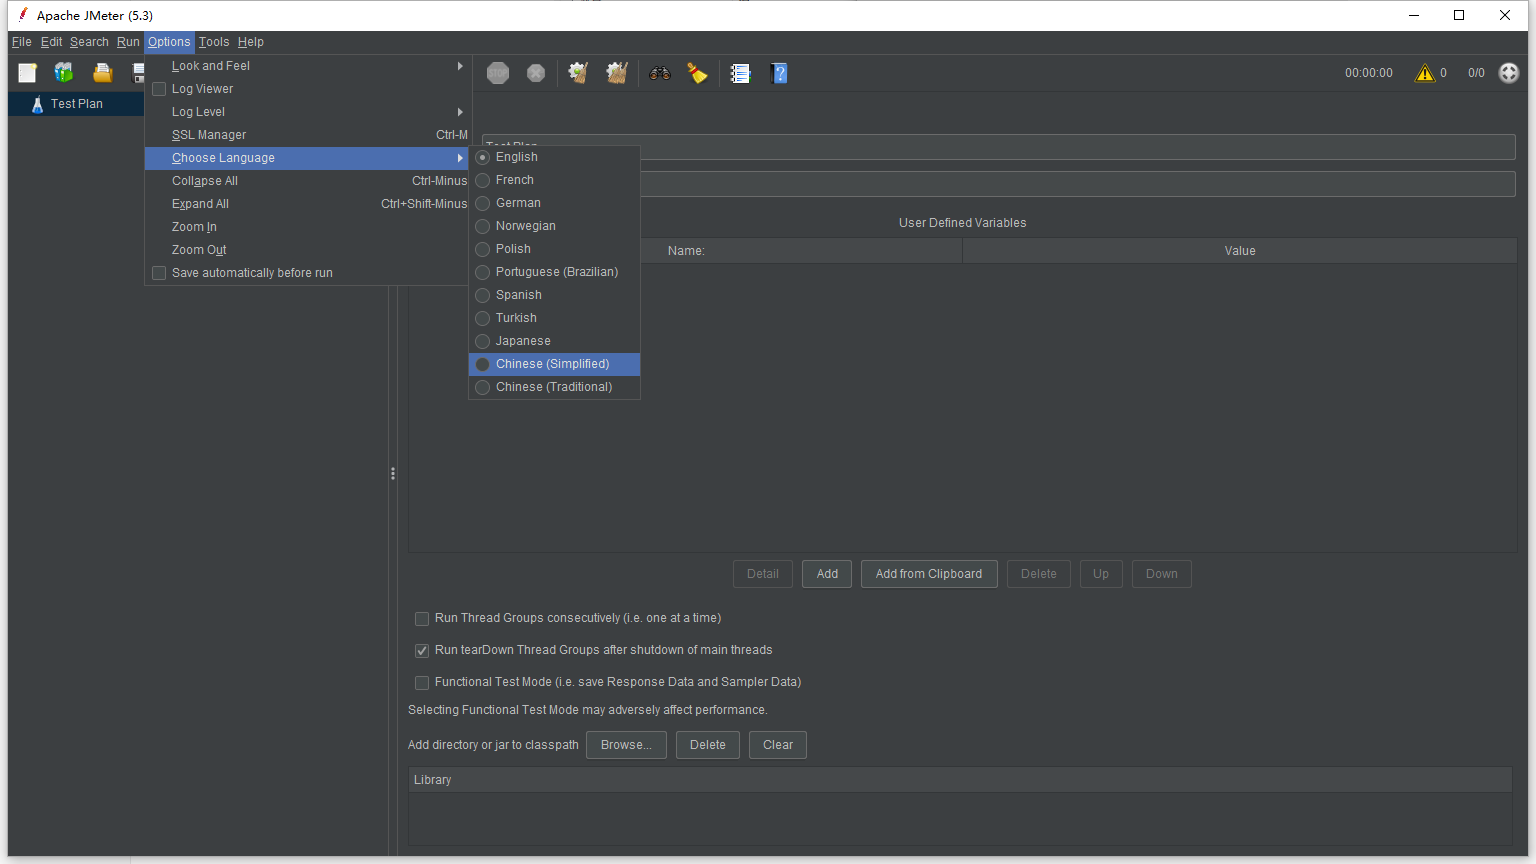 Apache JMeter (5.3)
File Edit Search Run Options Tools Help
STOP
00:00:00 0 0/0
Test Plan
Look and Feel
Log Viewer
Log Level
SSL Manager Ctrl-M
Choose Language
Collapse All Ctrl-Minus
Expand All Ctrl+Shift-Minus
Zoom In
Zoom Out
Save automatically before run
English
French
German
Norwegian
Polish
Portuguese (Brazilian)
Spanish
Turkish
Japanese
Chinese (Simplified)
Chinese (Traditional)
Test Plan
User Defined Variables
Name: Value
Detail Add Add from Clipboard Delete Up Down
Run Thread Groups consecutively (i.e. one at a time)
Run tearDown Thread Groups after shutdown of main threads
Functional Test Mode (i.e. save Response Data and Sampler Data)
Selecting Functional Test Mode may adversely affect performance.
Add directory or jar to classpath Browse... Delete Clear
Library